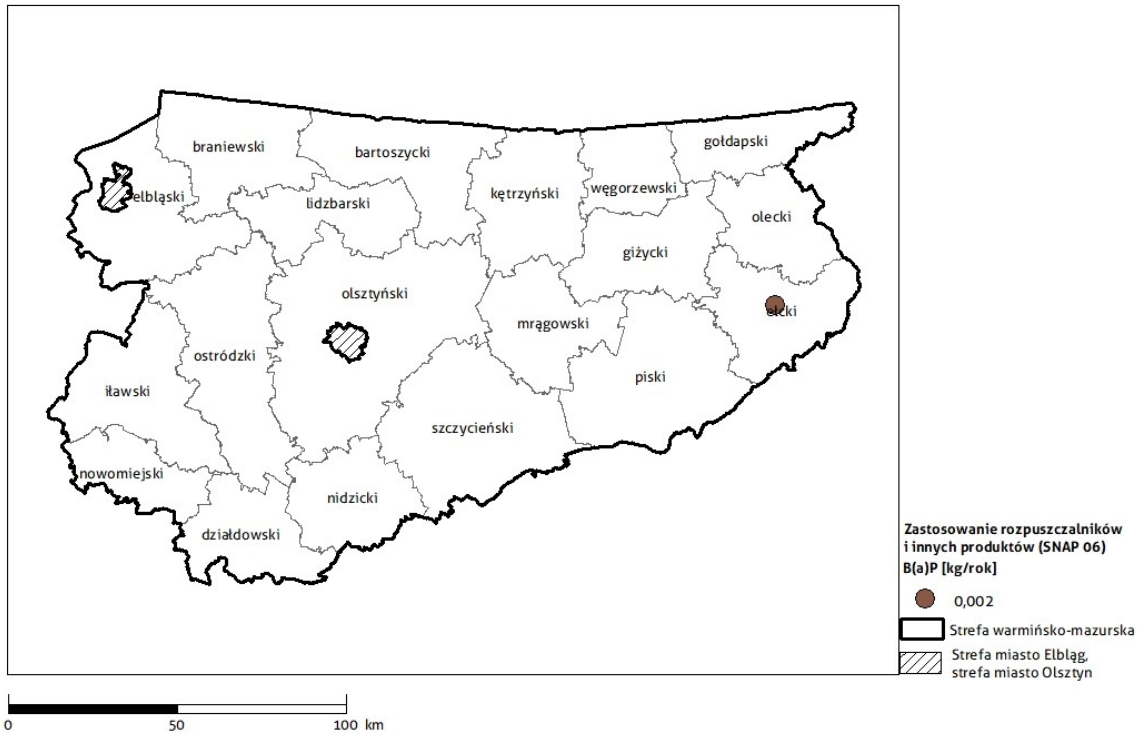 gołdapski
braniewski
bartoszycki
węgorzewski
kętrzyński
elbląski
lidzbarski
olecki
giżycki
olsztyński
elcki
mrągowski
ostródzki
piski
iławski
szczycieński
nowomiejski
nidzicki
działdowski
Zastosowanie rozpuszczalników
i innych produktów (SNAP 06)
B(a)P [kg/rok]
0,002
Strefa warmińsko-mazurska
Strefa miasto Elbląg,
strefa miasto Olsztyn
0 50 100 km